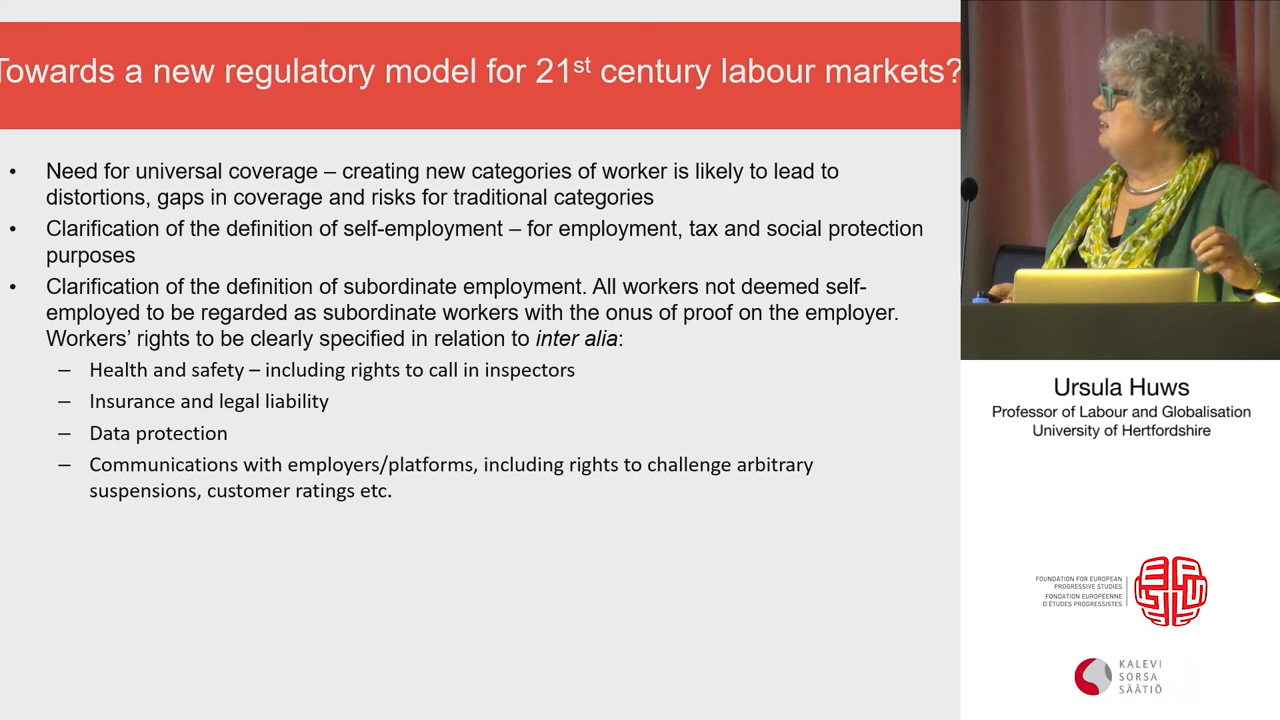 Towards a new regulatory model for 21st century labour markets?
• Need for universal coverage – creating new categories of worker is likely to lead to
distortions, gaps in coverage and risks for traditional categories
• Clarification of the definition of self-employment – for employment, tax and social protection
purposes
• Clarification of the definition of subordinate employment. All workers not deemed self-
employed to be regarded as subordinate workers with the onus of proof on the employer.
Workers’ rights to be clearly specified in relation to inter alia:
– Health and safety – including rights to call in inspectors
– Insurance and legal liability
– Data protection
– Communications with employers/platforms, including rights to challenge arbitrary
suspensions, customer ratings etc.
Ursula Huws
Professor of Labour and Globalisation
University of Hertfordshire
FOUNDATION FOR EUROPEAN
PROGRESSIVE STUDIES
FONDATION EUROPÉENNE
D'ÉTUDES PROGRESSISTES
KALEVI
SORSA
SÄÄTIÖ